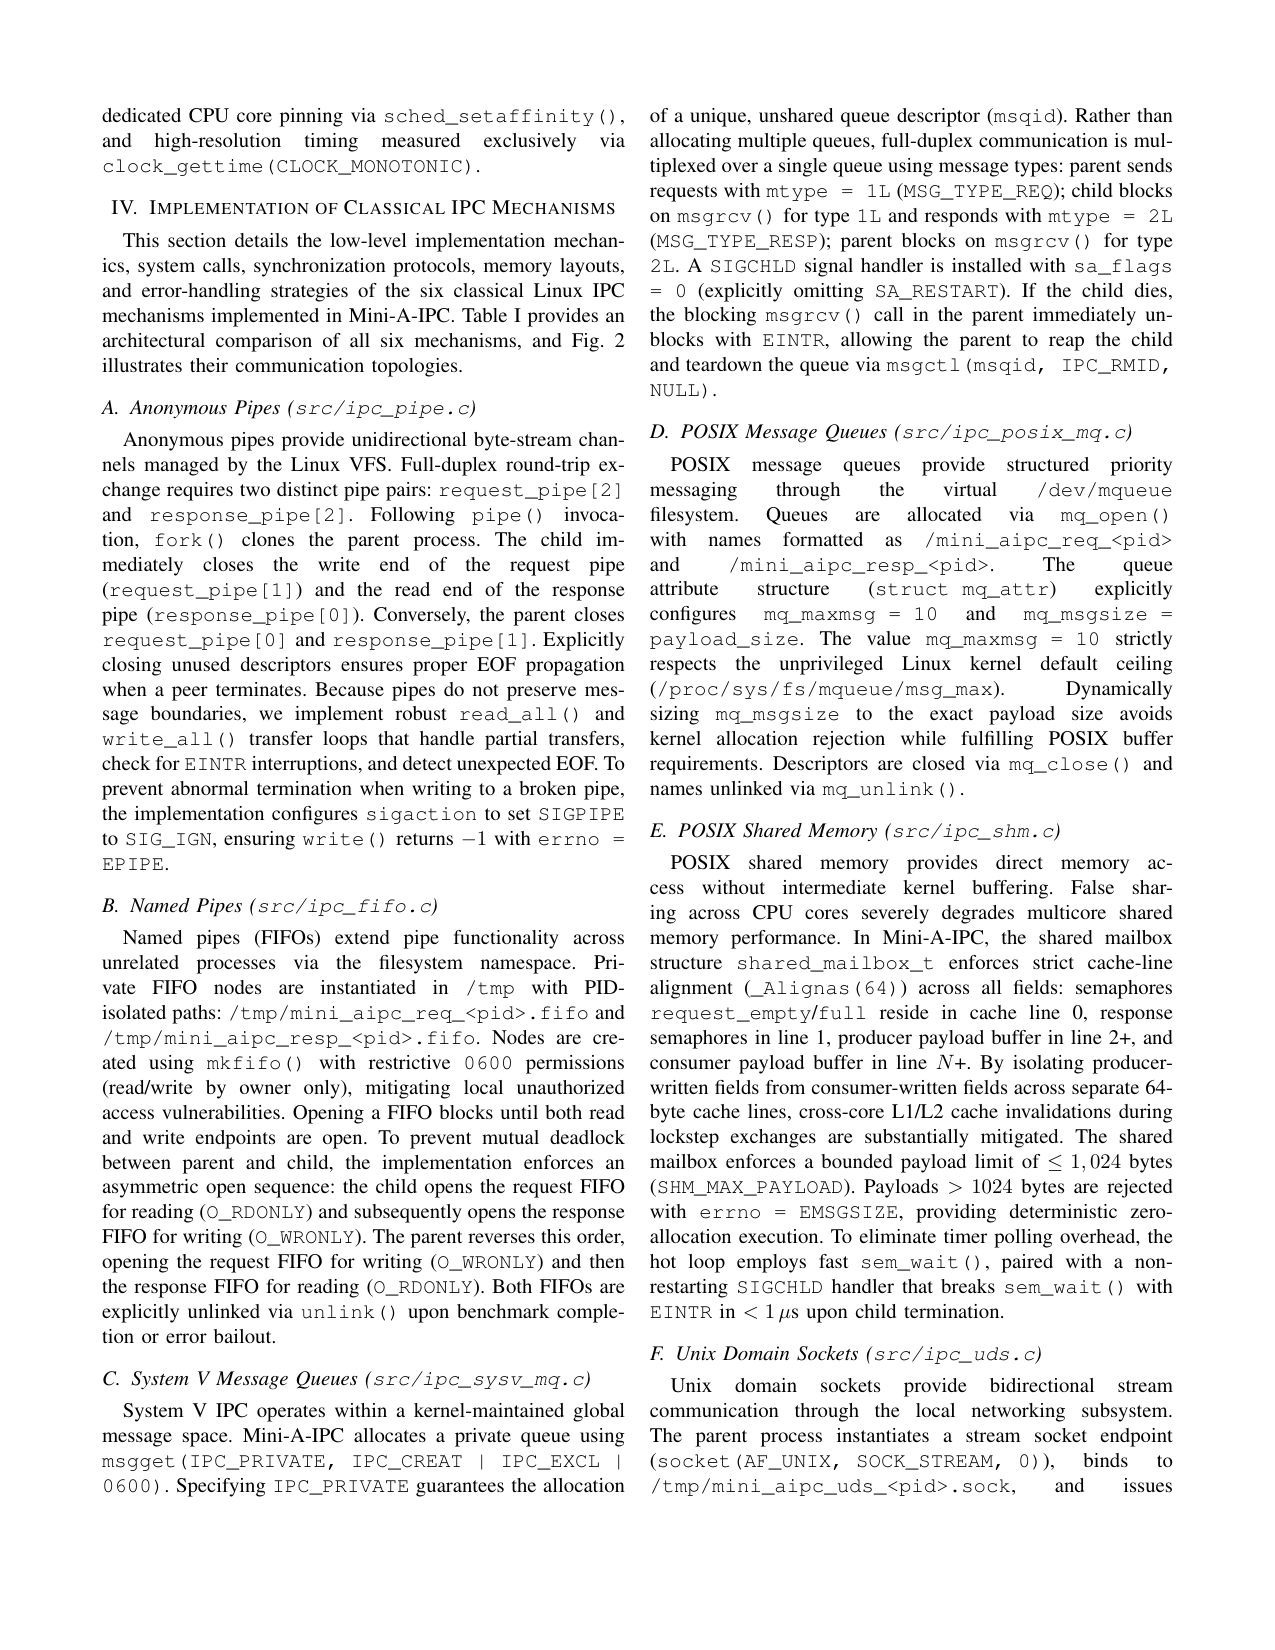 dedicated CPU core pinning via sched_setaffinity(),
and high-resolution timing measured exclusively via
clock_gettime(CLOCK_MONOTONIC).
IV. IMPLEMENTATION OF CLASSICAL IPC MECHANISMS
This section details the low-level implementation mechan-
ics, system calls, synchronization protocols, memory layouts,
and error-handling strategies of the six classical Linux IPC
mechanisms implemented in Mini-A-IPC. Table I provides an
architectural comparison of all six mechanisms, and Fig. 2
illustrates their communication topologies.
A. Anonymous Pipes (src/ipc_pipe.c)
Anonymous pipes provide unidirectional byte-stream chan-
nels managed by the Linux VFS. Full-duplex round-trip ex-
change requires two distinct pipe pairs: request_pipe[2]
and response_pipe[2]. Following pipe() invoca-
tion, fork() clones the parent process. The child im-
mediately closes the write end of the request pipe
(request_pipe[1]) and the read end of the response
pipe (response_pipe[0]). Conversely, the parent closes
request_pipe[0] and response_pipe[1]. Explicitly
closing unused descriptors ensures proper EOF propagation
when a peer terminates. Because pipes do not preserve mes-
sage boundaries, we implement robust read_all() and
write_all() transfer loops that handle partial transfers,
check for EINTR interruptions, and detect unexpected EOF. To
prevent abnormal termination when writing to a broken pipe,
the implementation configures sigaction to set SIGPIPE
to SIG_IGN, ensuring write() returns −1 with errno =
EPIPE.
B. Named Pipes (src/ipc_fifo.c)
Named pipes (FIFOs) extend pipe functionality across
unrelated processes via the filesystem namespace. Pri-
vate FIFO nodes are instantiated in /tmp with PID-
isolated paths: /tmp/mini_aipc_req_<pid>.fifo and
/tmp/mini_aipc_resp_<pid>.fifo. Nodes are cre-
ated using mkfifo() with restrictive 0600 permissions
(read/write by owner only), mitigating local unauthorized
access vulnerabilities. Opening a FIFO blocks until both read
and write endpoints are open. To prevent mutual deadlock
between parent and child, the implementation enforces an
asymmetric open sequence: the child opens the request FIFO
for reading (O_RDONLY) and subsequently opens the response
FIFO for writing (O_WRONLY). The parent reverses this order,
opening the request FIFO for writing (O_WRONLY) and then
the response FIFO for reading (O_RDONLY). Both FIFOs are
explicitly unlinked via unlink() upon benchmark comple-
tion or error bailout.
C. System V Message Queues (src/ipc_sysv_mq.c)
System V IPC operates within a kernel-maintained global
message space. Mini-A-IPC allocates a private queue using
msgget(IPC_PRIVATE, IPC_CREAT | IPC_EXCL |
0600). Specifying IPC_PRIVATE guarantees the allocation
of a unique, unshared queue descriptor (msqid). Rather than
allocating multiple queues, full-duplex communication is mul-
tiplexed over a single queue using message types: parent sends
requests with mtype = 1L (MSG_TYPE_REQ); child blocks
on msgrcv() for type 1L and responds with mtype = 2L
(MSG_TYPE_RESP); parent blocks on msgrcv() for type
2L. A SIGCHLD signal handler is installed with sa_flags
= 0 (explicitly omitting SA_RESTART). If the child dies,
the blocking msgrcv() call in the parent immediately un-
blocks with EINTR, allowing the parent to reap the child
and teardown the queue via msgctl(msqid, IPC_RMID,
NULL).
D. POSIX Message Queues (src/ipc_posix_mq.c)
POSIX message queues provide structured priority
messaging through the virtual /dev/mqueue
filesystem. Queues are allocated via mq_open()
with names formatted as /mini_aipc_req_<pid>
and /mini_aipc_resp_<pid>. The queue
attribute structure (struct mq_attr) explicitly
configures mq_maxmsg = 10 and mq_msgsize =
payload_size. The value mq_maxmsg = 10 strictly
respects the unprivileged Linux kernel default ceiling
(/proc/sys/fs/mqueue/msg_max). Dynamically
sizing mq_msgsize to the exact payload size avoids
kernel allocation rejection while fulfilling POSIX buffer
requirements. Descriptors are closed via mq_close() and
names unlinked via mq_unlink().
E. POSIX Shared Memory (src/ipc_shm.c)
POSIX shared memory provides direct memory ac-
cess without intermediate kernel buffering. False shar-
ing across CPU cores severely degrades multicore shared
memory performance. In Mini-A-IPC, the shared mailbox
structure shared_mailbox_t enforces strict cache-line
alignment (_Alignas(64)) across all fields: semaphores
request_empty/full reside in cache line 0, response
semaphores in line 1, producer payload buffer in line 2+, and
consumer payload buffer in line N+. By isolating producer-
written fields from consumer-written fields across separate 64-
byte cache lines, cross-core L1/L2 cache invalidations during
lockstep exchanges are substantially mitigated. The shared
mailbox enforces a bounded payload limit of ≤ 1,024 bytes
(SHM_MAX_PAYLOAD). Payloads > 1024 bytes are rejected
with errno = EMSGSIZE, providing deterministic zero-
allocation execution. To eliminate timer polling overhead, the
hot loop employs fast sem_wait(), paired with a non-
restarting SIGCHLD handler that breaks sem_wait() with
EINTR in < 1 μs upon child termination.
F. Unix Domain Sockets (src/ipc_uds.c)
Unix domain sockets provide bidirectional stream
communication through the local networking subsystem.
The parent process instantiates a stream socket endpoint
(socket(AF_UNIX, SOCK_STREAM, 0)), binds to
/tmp/mini_aipc_uds_<pid>.sock, and issues